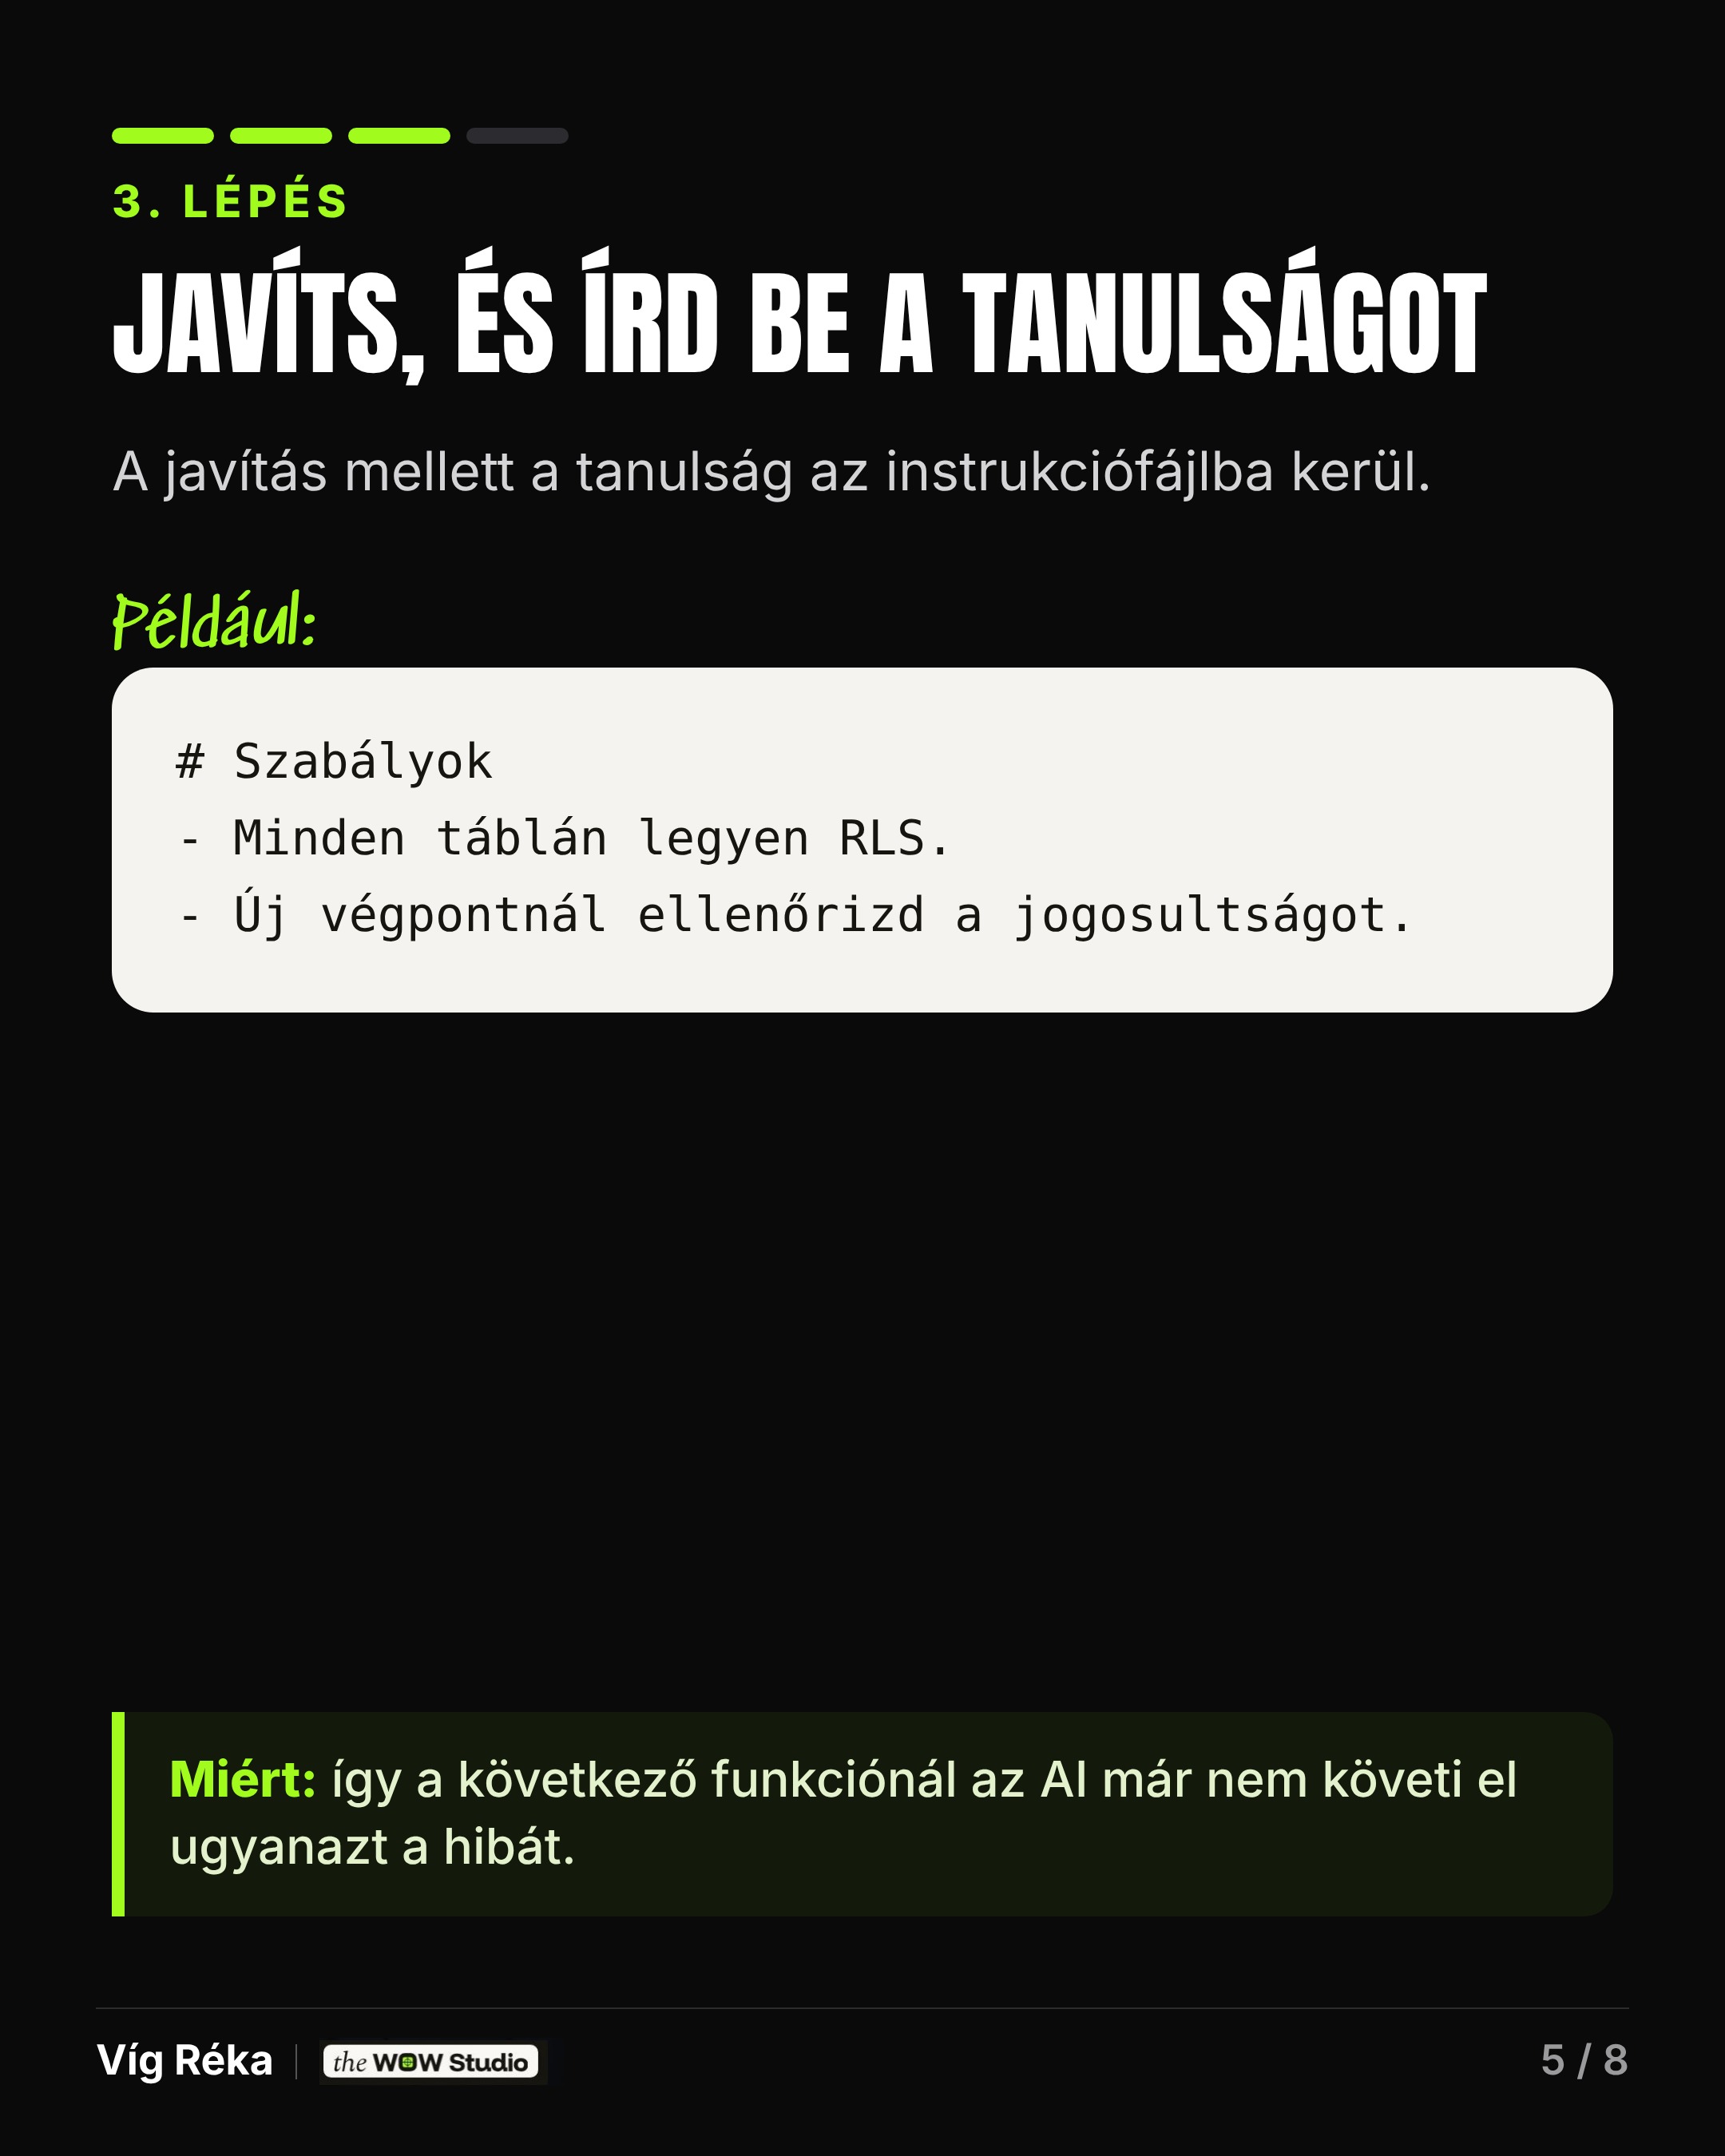 3. LÉPÉS
JAVÍTS, ÉS ÍRD BE A TANULSÁGOT
A javítás mellett a tanulság az instrukciófájlba kerül.
Például:
# Szabályok
- Minden táblán legyen RLS.
- Új végpontnál ellenőrizd a jogosultságot.
Miért: így a következő funkciónál az AI már nem követi el
ugyanazt a hibát.
Víg Réka | the WOW Studio
5 / 8